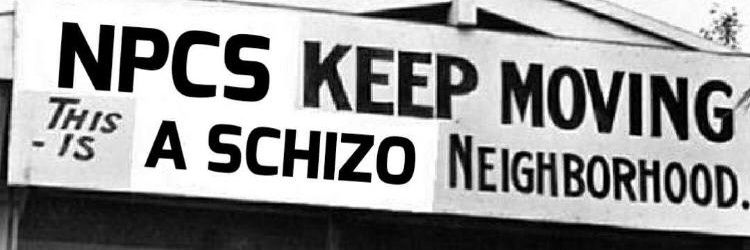 NPCS KEEP MOVING
THIS
- IS
A SCHIZO NEIGHBORHOOD.